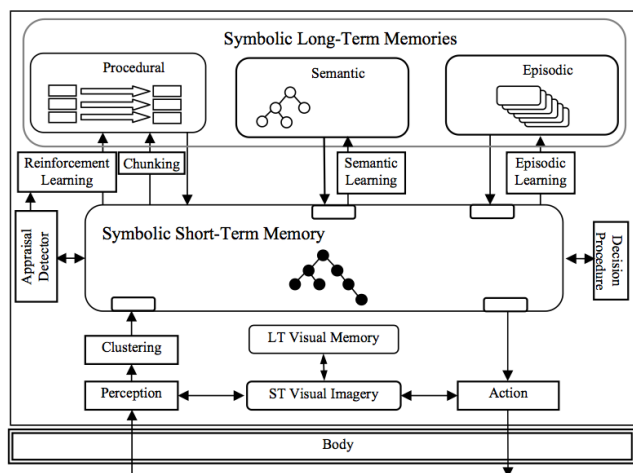 Symbolic Long-Term Memories
Procedural
Semantic
Episodic
Reinforcement
Learning
Chunking
Semantic
Learning
Episodic
Learning
Appraisal
Detector
Symbolic Short-Term Memory
Decision
Procedure
Clustering
LT Visual Memory
Perception
ST Visual Imagery
Action
Body